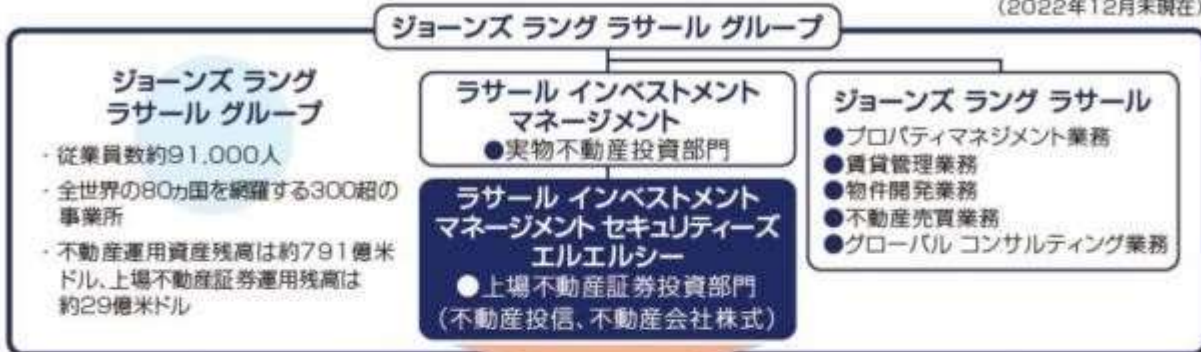 (2022年12月末現在)
ジョーンズ ラング ラサール グループ
ジョーンズ ラング
ラサール グループ
・従業員数約91,000人
・全世界の80ヵ国を網羅する300超の
事業所
・不動産運用資産残高は約791億米
ドル、上場不動産証券運用残高は
約29億米ドル
ラサール インベストメント
マネージメント
●実物不動産投資部門
ラサール インベストメント
マネージメント セキュリティーズ
エルエルシー
●上場不動産証券投資部門
(不動産投信、不動産会社株式)
ジョーンズ ラング ラサール
●プロパティマネジメント業務
●賃貸管理業務
●物件開発業務
●不動産売買業務
●グローバル コンサルティング業務